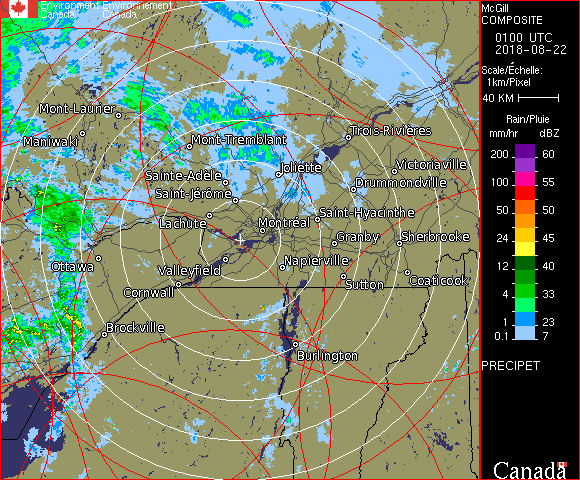 Environment Environnement
Canada Canada
McGill
COMPOSITE
0100 UTC
2018-08-22
Scale/Échelle:
1km/Pixel
40 KM
Rain/Pluie
mm/hr dBZ
200 60
100 55
50 50
24 45
12 40
8 33
4 30
1 23
0.1 7
PRECIPET
Canada
Mont-Laurier
Maniwaki
Mont-Tremblant
Trois-Rivières
Joliette
Victoriaville
Sainte-Adèle
Drummondville
Saint-Jérôme
Lachute
Saint-Hyacinthe
Montréal
Granby
Sherbrooke
Ottawa
Valleyfield
Napierville
Cornwall
Sutton
Coaticook
Brockville
Burlington